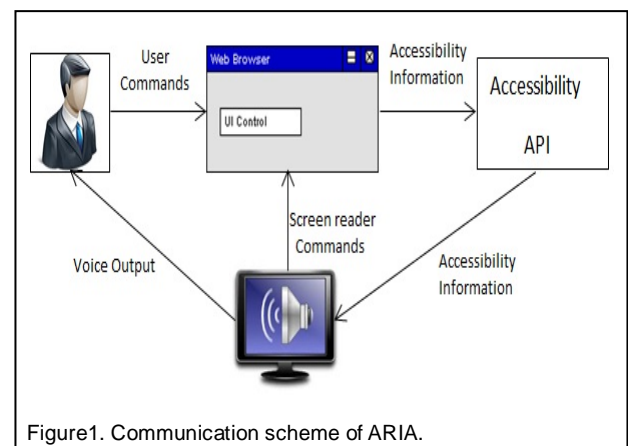 User
Commands
Web Browser
UI Control
Accessibility
Information
Accessibility
API
Screen reader
Commands
Voice Output
Accessibility
Information
Figure1. Communication scheme of ARIA.